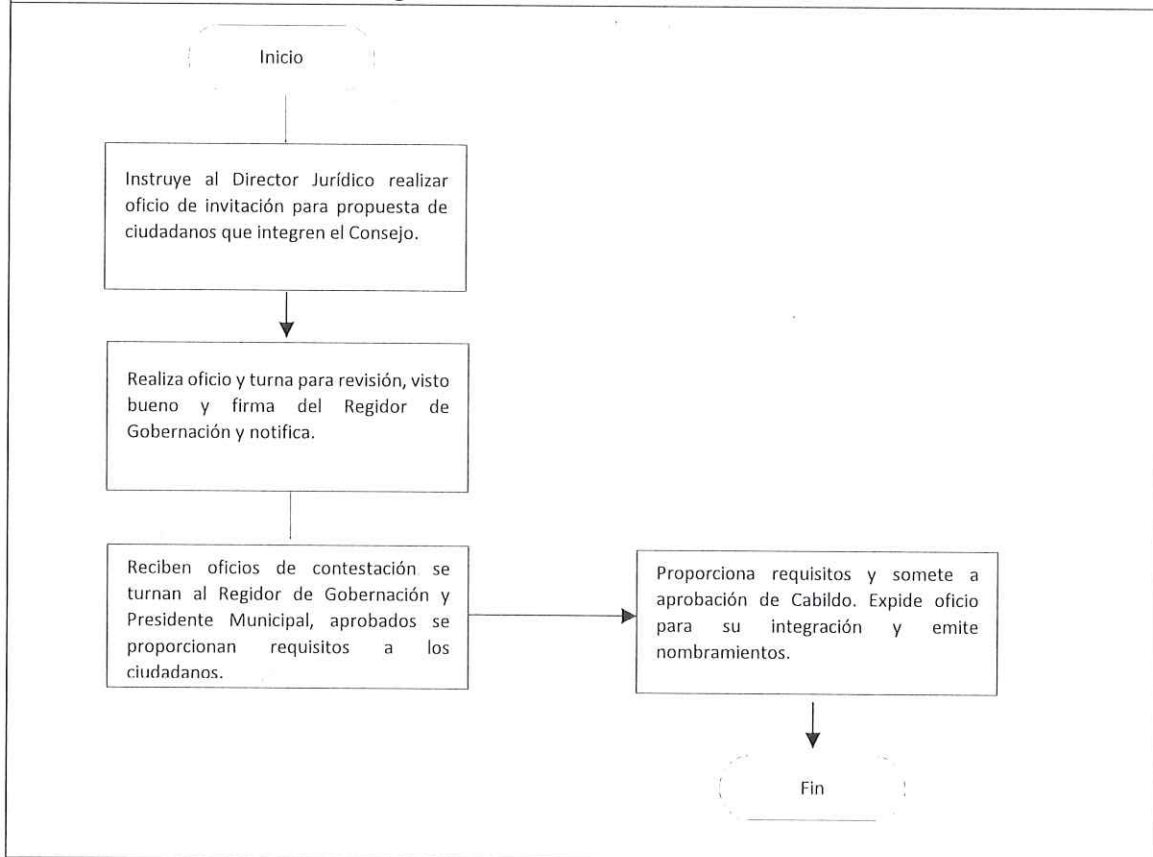 Inicio
Instruye al Director Jurídico realizar
oficio de invitación para propuesta de
ciudadanos que integren el Consejo.
Realiza oficio y turna para revisión, visto
bueno y firma del Regidor de
Gobernación y notifica.
Reciben oficios de contestación se
turnan al Regidor de Gobernación y
Presidente Municipal, aprobados se
proporcionan requisitos a los
ciudadanos.
Proporciona requisitos y somete a
aprobación de Cabildo. Expide oficio
para su integración y emite
nombramientos.
Fin